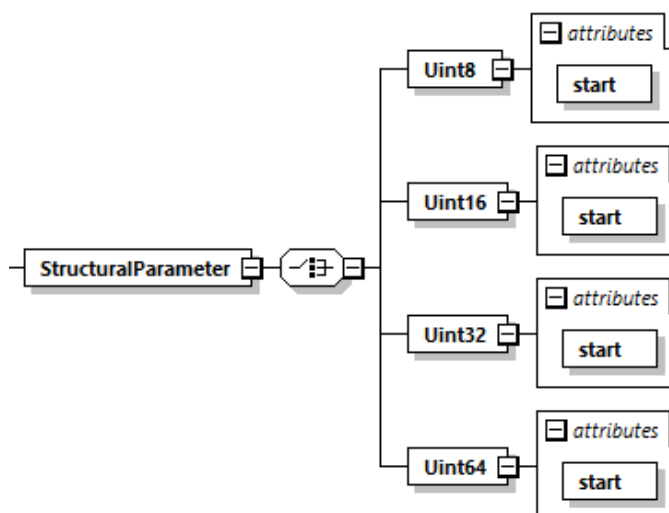 attributes
Uint8
start
attributes
Uint16
start
StructuralParameter
attributes
Uint32
start
attributes
Uint64
start